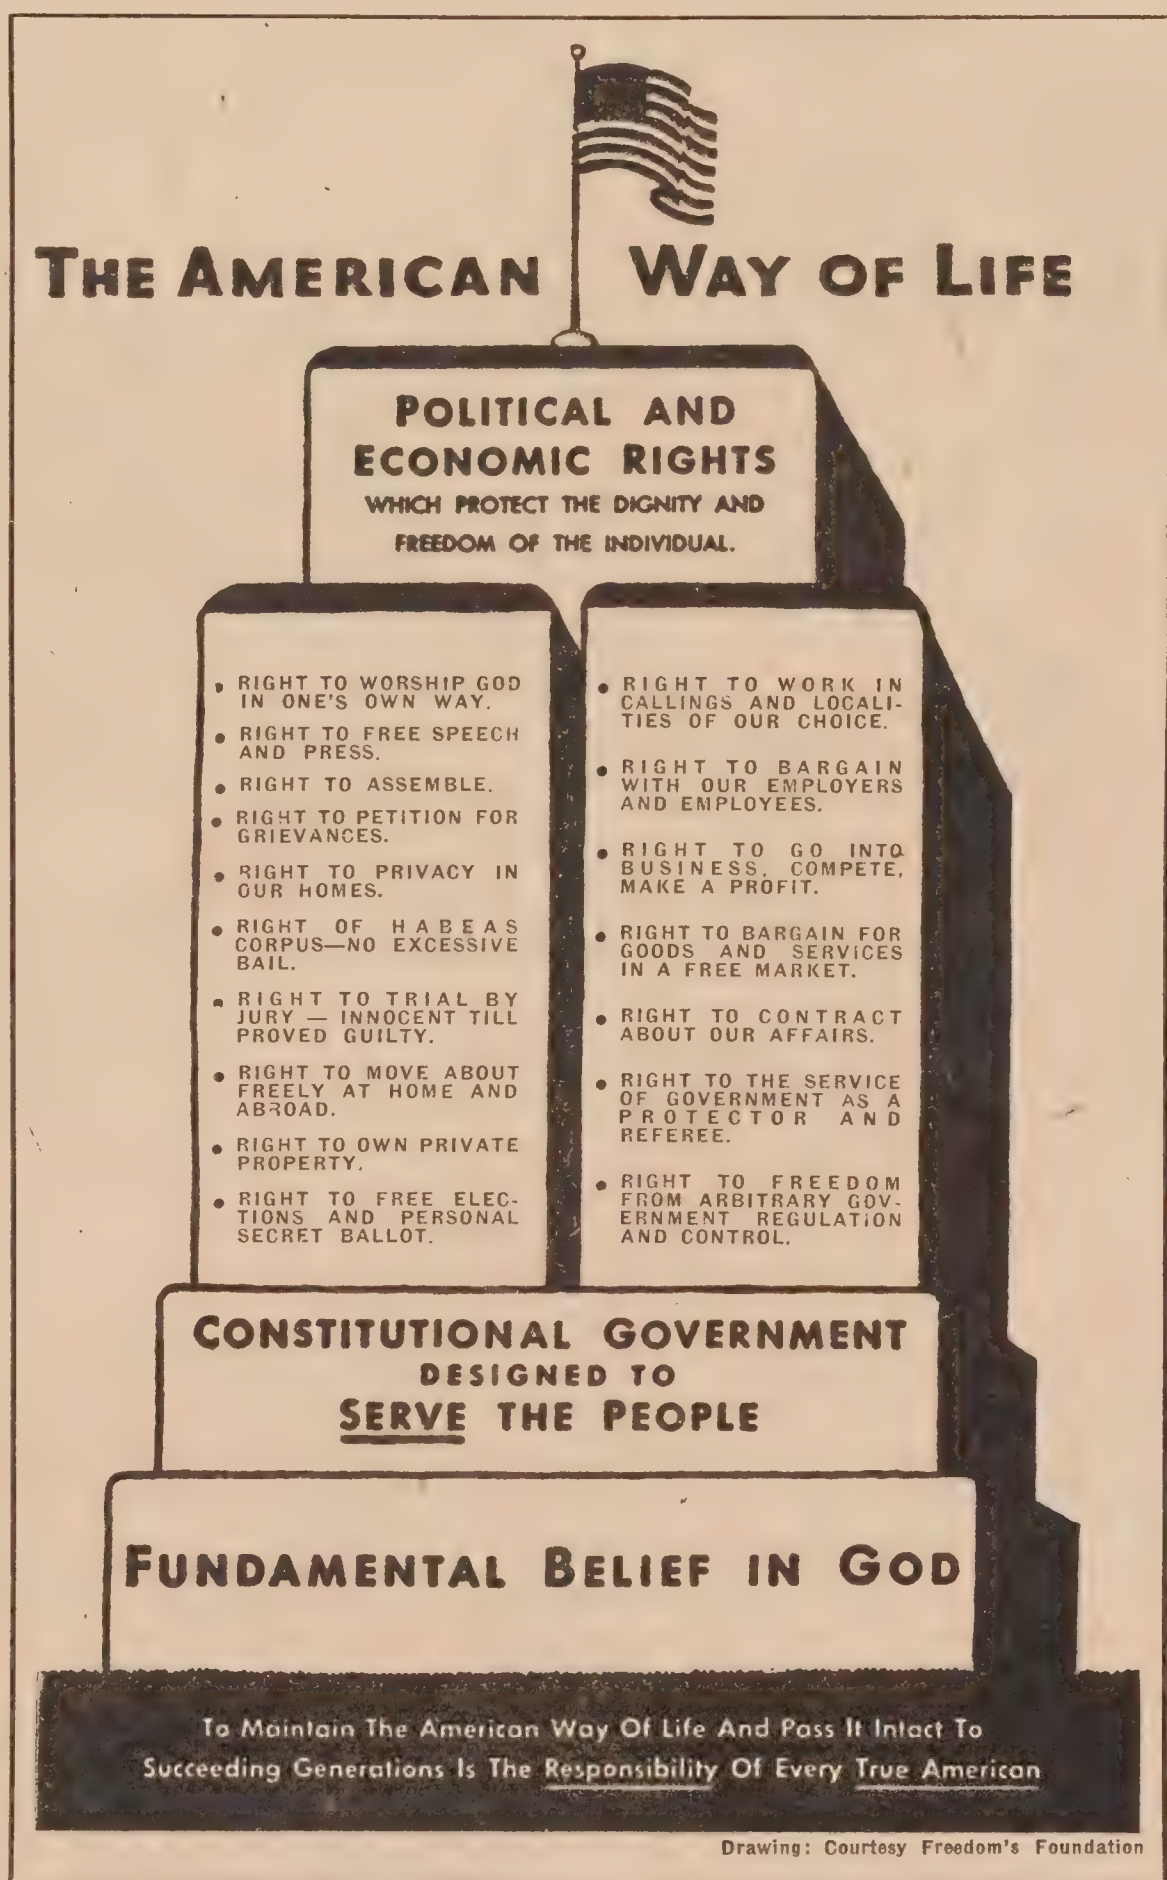 THE AMERICAN WAY OF LIFE
POLITICAL AND
ECONOMIC RIGHTS
WHICH PROTECT THE DIGNITY AND
FREEDOM OF THE INDIVIDUAL.
• RIGHT TO WORSHIP GOD
IN ONE'S OWN WAY.
• RIGHT TO FREE SPEECH
AND PRESS.
• RIGHT TO ASSEMBLE.
• RIGHT TO PETITION FOR
GRIEVANCES.
• RIGHT TO PRIVACY IN
OUR HOMES.
• RIGHT OF HABEAS
CORPUS—NO EXCESSIVE
BAIL.
• RIGHT TO TRIAL BY
JURY — INNOCENT TILL
PROVED GUILTY.
• RIGHT TO MOVE ABOUT
FREELY AT HOME AND
ABROAD.
• RIGHT TO OWN PRIVATE
PROPERTY.
• RIGHT TO FREE ELEC-
TIONS AND PERSONAL
SECRET BALLOT.
• RIGHT TO WORK IN
CALLINGS AND LOCALI-
TIES OF OUR CHOICE.
• RIGHT TO BARGAIN
WITH OUR EMPLOYERS
AND EMPLOYEES.
• RIGHT TO GO INTO
BUSINESS, COMPETE,
MAKE A PROFIT.
• RIGHT TO BARGAIN FOR
GOODS AND SERVICES
IN A FREE MARKET.
• RIGHT TO CONTRACT
ABOUT OUR AFFAIRS.
• RIGHT TO THE SERVICE
OF GOVERNMENT AS A
PROTECTOR AND
REFEREE.
• RIGHT TO FREEDOM
FROM ARBITRARY GOV-
ERNMENT REGULATION
AND CONTROL.
CONSTITUTIONAL GOVERNMENT
DESIGNED TO
SERVE THE PEOPLE
FUNDAMENTAL BELIEF IN GOD
To Maintain The American Way Of Life And Pass It Intact To
Succeeding Generations Is The Responsibility Of Every True American
Drawing: Courtesy Freedom's Foundation